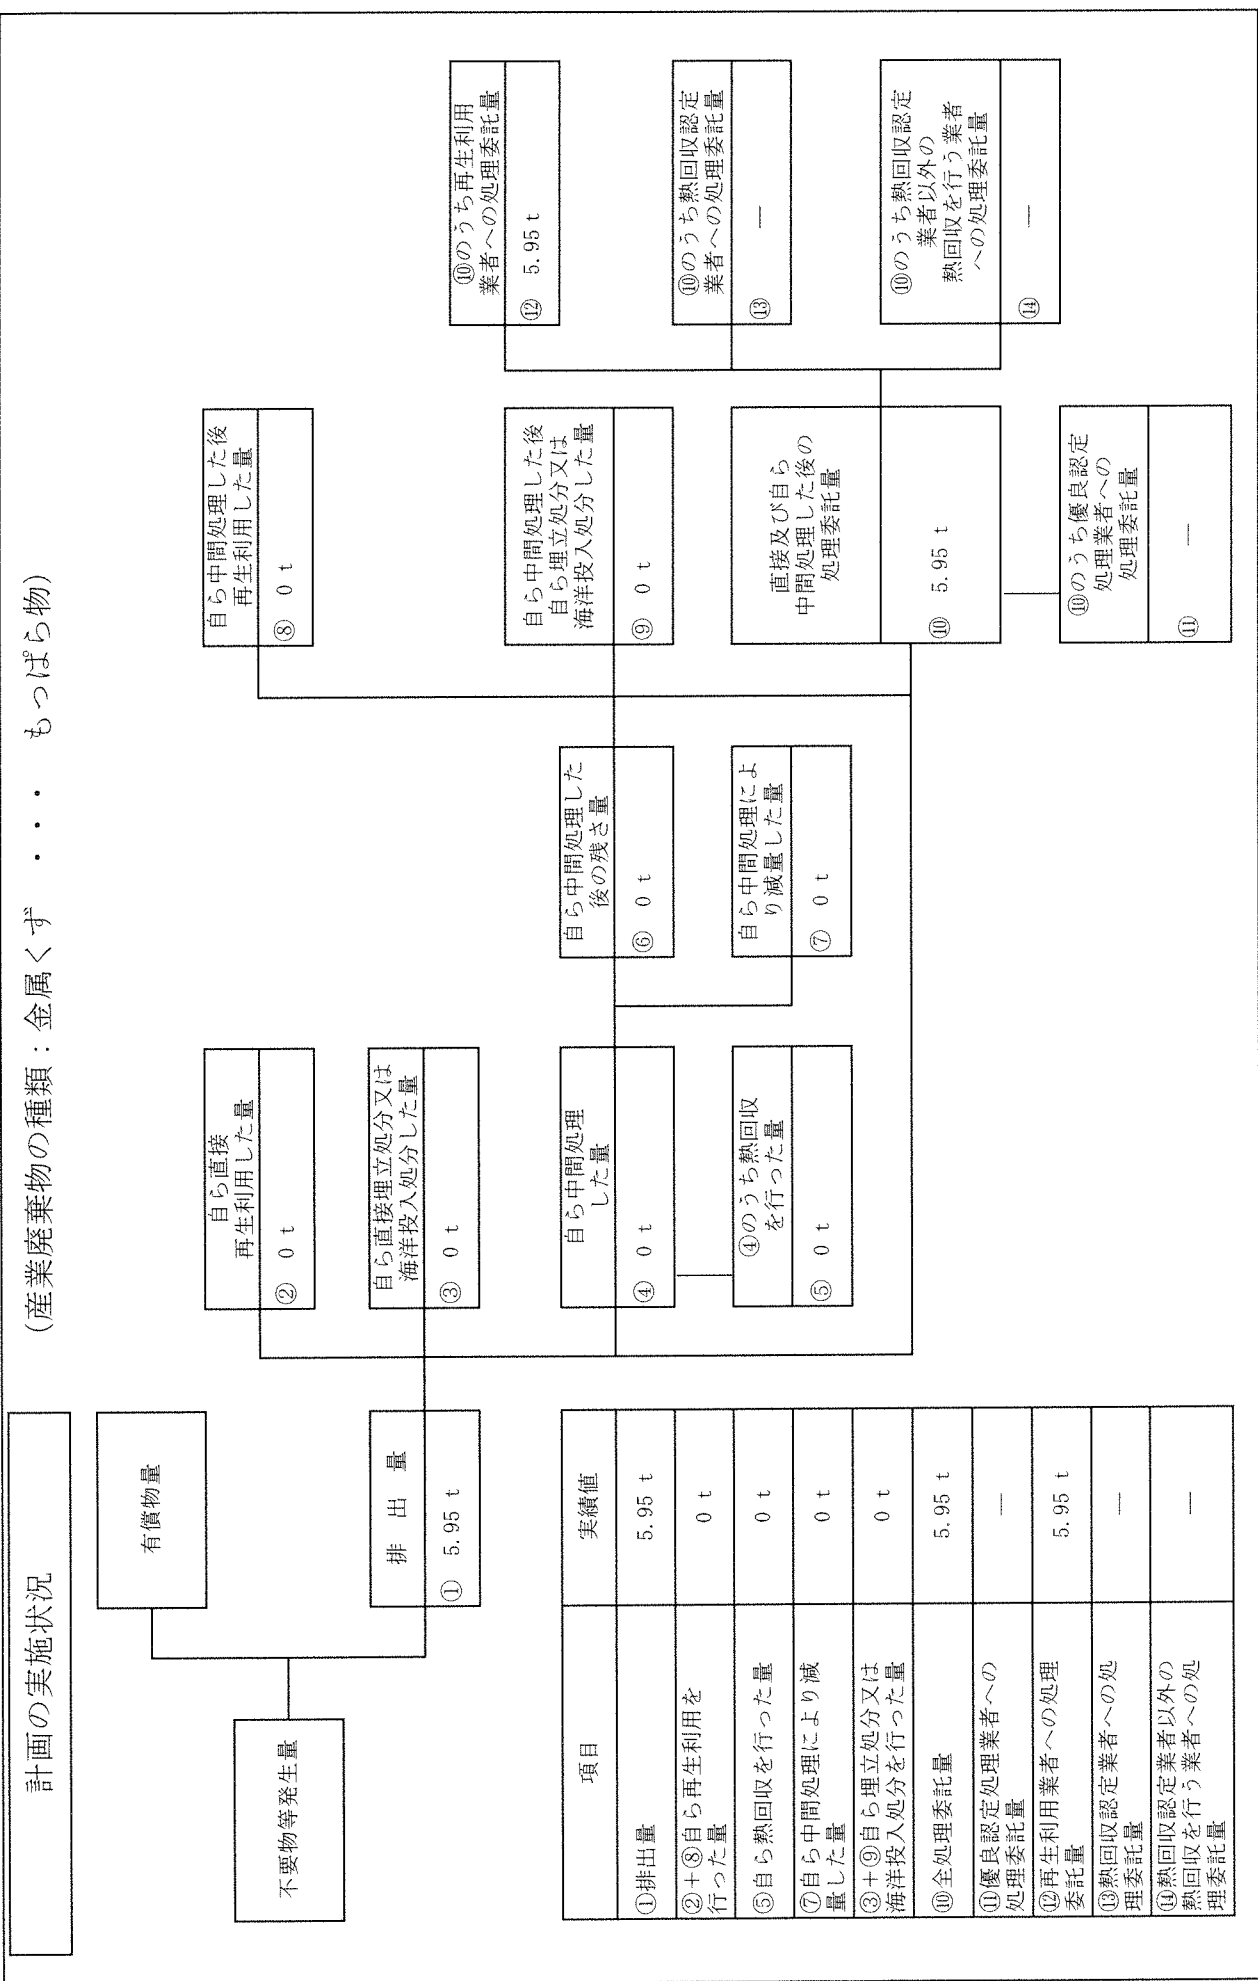 計画の実施状況
(産業廃棄物の種類：金属くず ・・・ もっぱら物)
不要物等発生量
有償物量
排 出 量
① 5.95 t
自ら直接
再生利用した量
② 0 t
自ら直接埋立処分又は
海洋投入処分した量
③ 0 t
自ら中間処理
した量
④ 0 t
④のうち熱回収
を行った量
⑤ 0 t
自ら中間処理した
後の残さ量
⑥ 0 t
自ら中間処理によ
り減量した量
⑦ 0 t
自ら中間処理した後
再生利用した量
⑧ 0 t
自ら中間処理した後
自ら埋立処分又は
海洋投入処分した量
⑨ 0 t
直接及び自ら
中間処理した後の
処理委託量
⑩ 5.95 t
⑩のうち優良認定
処理業者への
処理委託量
⑪ ―
⑩のうち再生利用
業者への処理委託量
⑫ 5.95 t
⑩のうち熱回収認定
業者への処理委託量
⑬ ―
⑩のうち熱回収認定
業者以外の
熱回収を行う業者
への処理委託量
⑭ ―
項目 実績値
①排出量 5.95 t
②+⑧自ら再生利用を
行った量 0 t
⑤自ら熱回収を行った量 0 t
⑦自ら中間処理により減
量した量 0 t
③+⑨自ら埋立処分又は
海洋投入処分を行った量 0 t
⑩全処理委託量 5.95 t
⑪優良認定処理業者への
処理委託量 ―
⑫再生利用業者への処理
委託量 5.95 t
⑬熱回収認定業者への処
理委託量 ―
⑭熱回収認定業者以外の
熱回収を行う業者への処
理委託量 ―